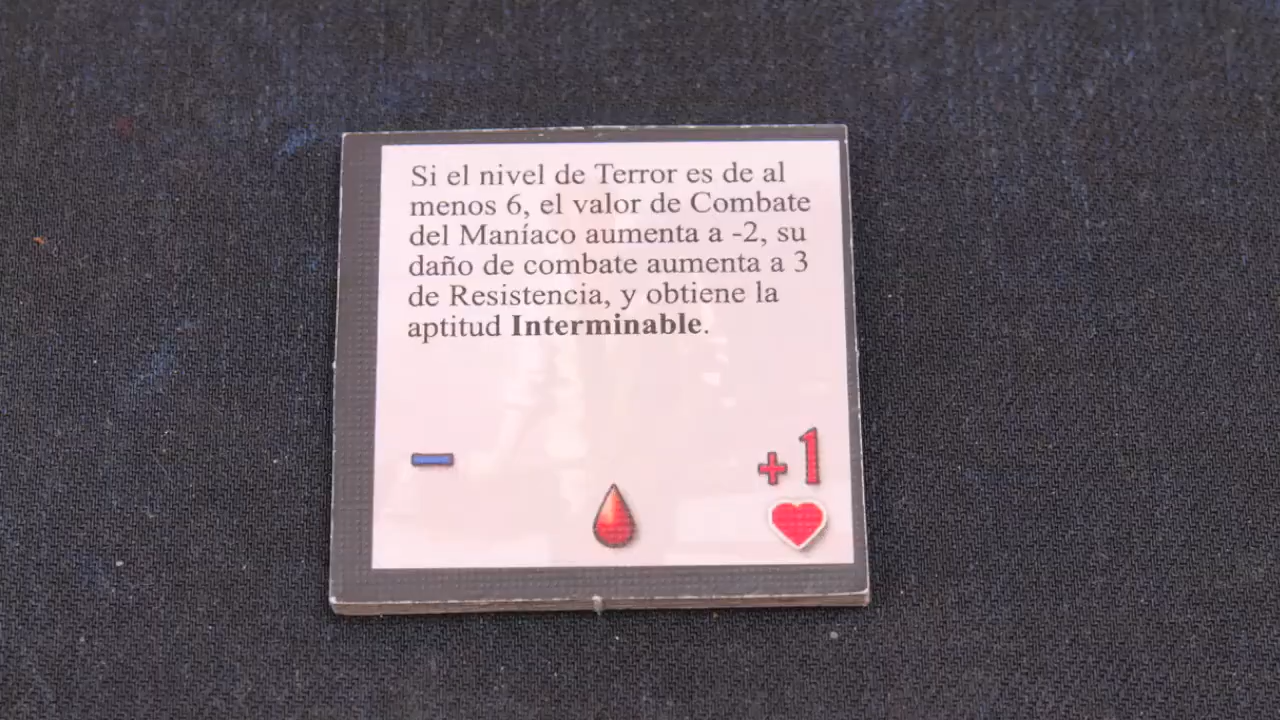 Si el nivel de Terror es de al
menos 6, el valor de Combate
del Maníaco aumenta a -2, su
daño de combate aumenta a 3
de Resistencia, y obtiene la
aptitud Interminable.
- +1